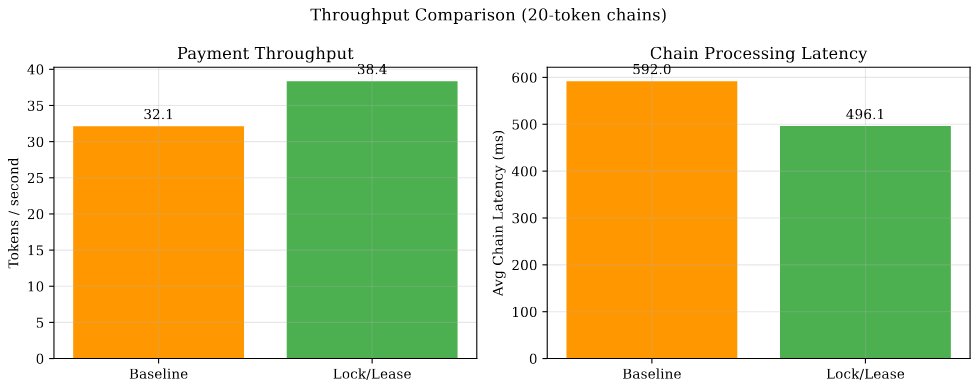 Throughput Comparison (20-token chains)
Payment Throughput
Tokens / second
40
35
30
25
20
15
10
5
0
32.1
38.4
Baseline
Lock/Lease
Chain Processing Latency
Avg Chain Latency (ms)
600
500
400
300
200
100
0
592.0
496.1
Baseline
Lock/Lease